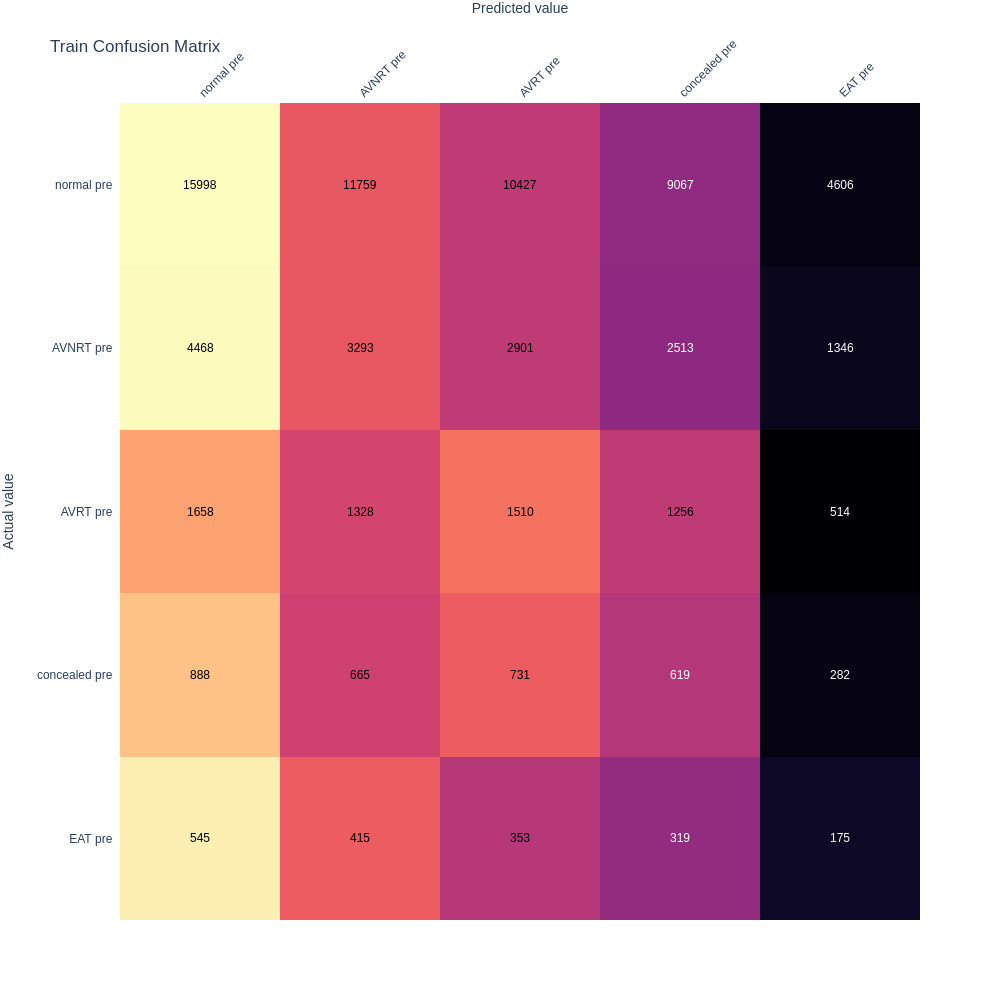 Predicted value
Train Confusion Matrix
normal pre
AVNRT pre
AVRT pre
concealed pre
EAT pre
normal pre 15998 11759 10427 9067 4606
AVNRT pre 4468 3293 2901 2513 1346
AVRT pre 1658 1328 1510 1256 514
concealed pre 888 665 731 619 282
EAT pre 545 415 353 319 175
Actual value